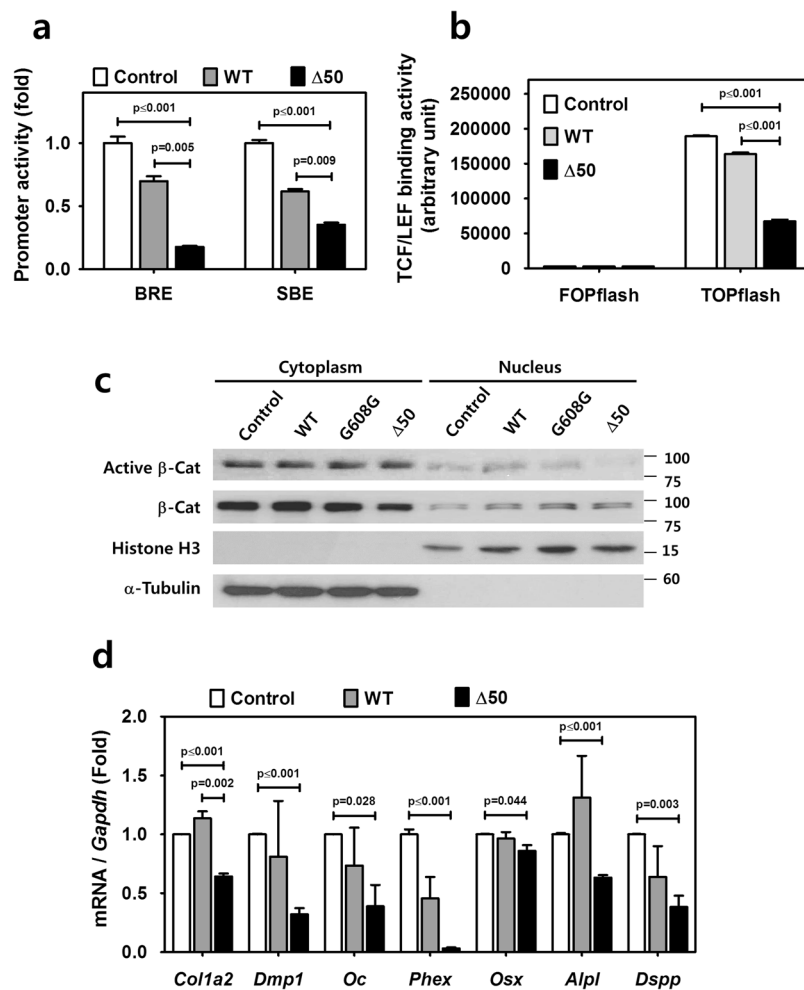 a
Control WT Δ50
Promoter activity (fold)
1.0
0.5
0.0
p≤0.001
p=0.005
p≤0.001
p=0.009
BRE SBE
b
TCF/LEF binding activity
(arbitrary unit)
250000
200000
150000
100000
50000
0
Control
WT
Δ50
p≤0.001
p≤0.001
FOPflash TOPflash
c
Cytoplasm Nucleus
Control WT G608G Δ50 Control WT G608G Δ50
Active β-Cat
100
75
β-Cat
100
75
Histone H3
15
α-Tubulin
60
d
Control WT Δ50
mRNA / Gapdh (Fold)
2.0
1.5
1.0
0.5
0.0
p≤0.001
p=0.002
p≤0.001
p=0.028
p≤0.001
p=0.044
p≤0.001
p=0.003
Col1a2 Dmp1 Oc Phex Osx Alpl Dspp